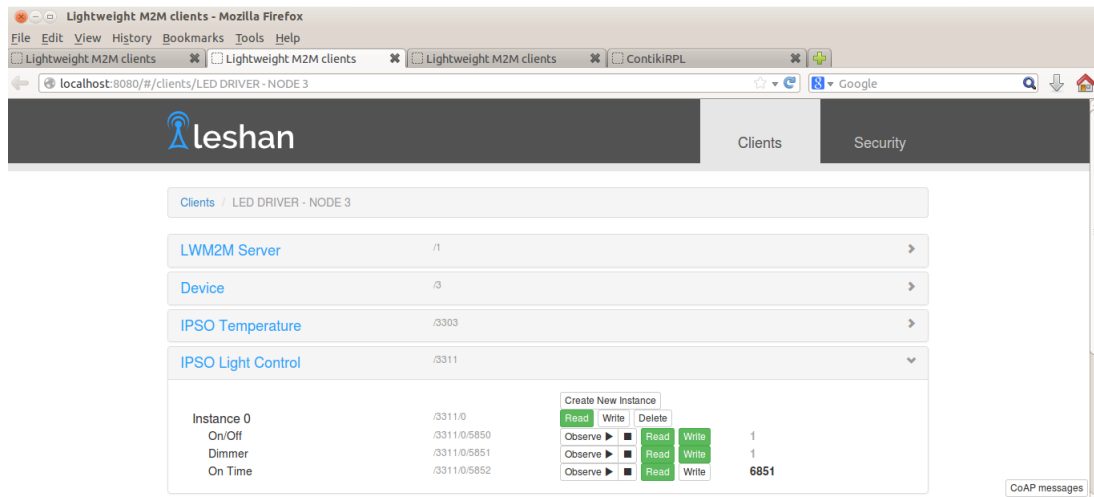 Lightweight M2M clients - Mozilla Firefox
File Edit View History Bookmarks Tools Help
Lightweight M2M clients Lightweight M2M clients Lightweight M2M clients ContikiRPL
localhost:8080/#/clients/LED DRIVER - NODE 3 Google
leshan Clients Security
Clients / LED DRIVER - NODE 3
LWM2M Server /1
Device /3
IPSO Temperature /3303
IPSO Light Control /3311
Create New Instance
Instance 0 /3311/0 Read Write Delete
On/Off /3311/0/5850 Observe Read Write 1
Dimmer /3311/0/5851 Observe Read Write 1
On Time /3311/0/5852 Observe Read Write 6851
CoAP messages